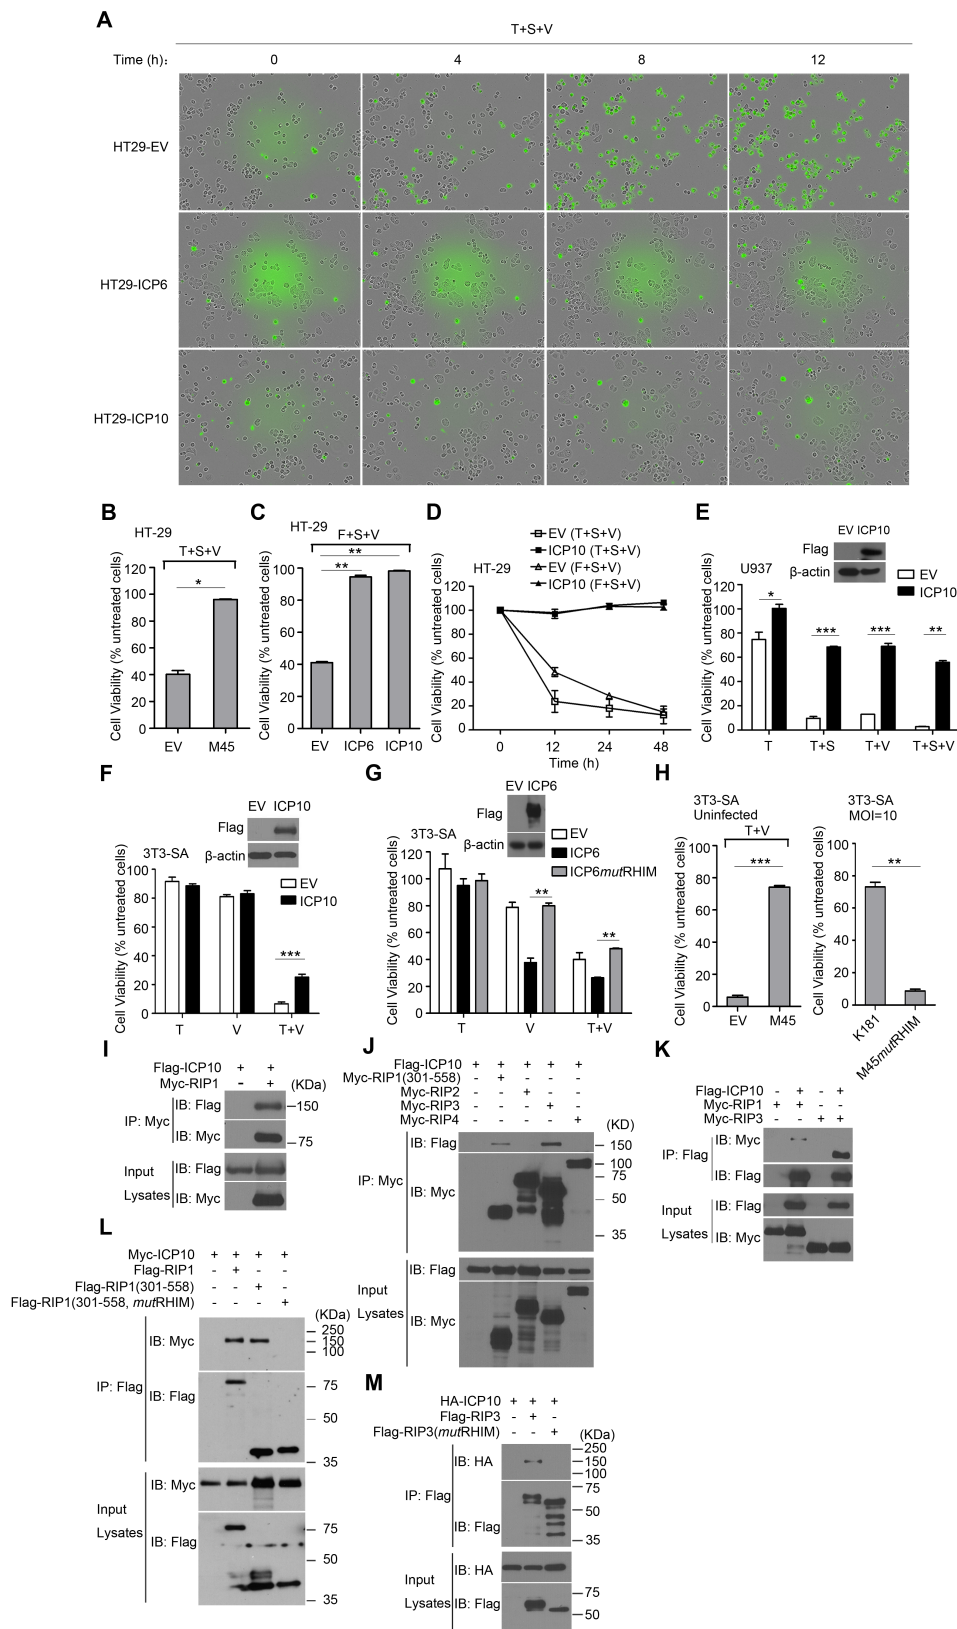 A
T+S+V
Time (h): 0 4 8 12
HT29-EV
HT29-ICP6
HT29-ICP10
B
HT-29
T+S+V
*
Cell Viability (% untreated cells)
120
100
80
60
40
20
0
EV M45
C
HT-29
F+S+V
**
**
Cell Viability (% untreated cells)
100
80
60
40
20
0
EV ICP6 ICP10
D
EV (T+S+V)
ICP10 (T+S+V)
EV (F+S+V)
ICP10 (F+S+V)
HT-29
Cell Viability (% untreated cells)
120
100
80
60
40
20
0
0 12 24 48
Time (h)
E
EV ICP10
Flag
β-actin
U937
EV
ICP10
Cell Viability (% untreated cells)
120
100
80
60
40
20
0
* *** *** **
T T+S T+V T+S+V
F
EV ICP10
Flag
β-actin
3T3-SA
EV
ICP10
Cell Viability (% untreated cells)
100
80
60
40
20
0
***
T V T+V
G
EV ICP6
Flag
β-actin
3T3-SA
EV
ICP6
ICP6mutRHIM
Cell Viability (% untreated cells)
120
100
80
60
40
20
0
** **
T V T+V
H
3T3-SA
Uninfected
T+V
***
Cell Viability (% untreated cells)
100
80
60
40
20
0
EV M45
3T3-SA
MOI=10
**
Cell Viability (% untreated cells)
100
80
60
40
20
0
K181
M45mutRHIM
I
Flag-ICP10 + +
Myc-RIP1 - +
(KDa)
IP: Myc
IB: Flag
150
IB: Myc
75
Input
Lysates
IB: Flag
IB: Myc
J
Flag-ICP10 + + + + +
Myc-RIP1(301-558) - + - - -
Myc-RIP2 - - + - -
Myc-RIP3 - - - + -
Myc-RIP4 - - - - +
(KD)
IP: Myc
IB: Flag
150
IB: Myc
100
75
50
35
Input
Lysates
IB: Flag
IB: Myc
K
Flag-ICP10 - + - +
Myc-RIP1 + + - -
Myc-RIP3 - - + +
IP: Flag
IB: Myc
IB: Flag
Input
Lysates
IB: Flag
IB: Myc
L
Myc-ICP10 + + + +
Flag-RIP1 - + - -
Flag-RIP1(301-558) - - + -
Flag-RIP1(301-558, mutRHIM) - - - +
(KDa)
IP: Flag
IB: Myc
250
150
100
IB: Flag
75
50
35
Input
Lysates
IB: Myc
IB: Flag
75
50
35
M
HA-ICP10 + + +
Flag-RIP3 - + -
Flag-RIP3(mutRHIM) - - +
(KDa)
IP: Flag
IB: HA
250
150
100
IB: Flag
75
50
35
Input
Lysates
IB: HA
IB: Flag
75
50